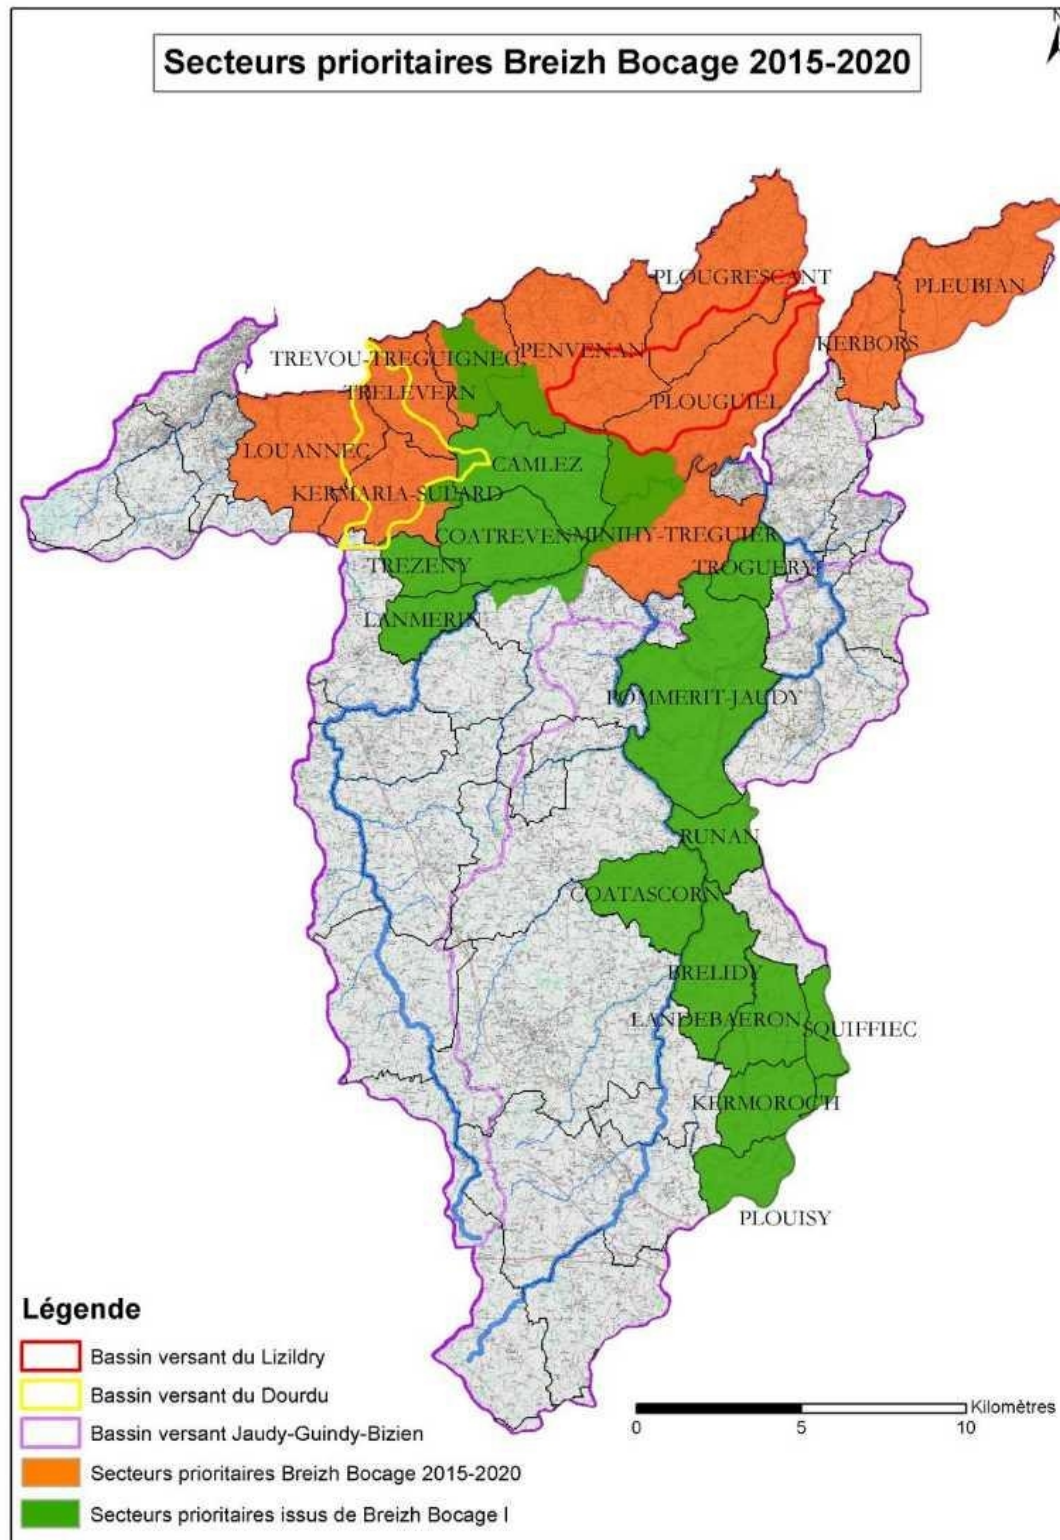 N
Secteurs prioritaires Breizh Bocage 2015-2020
PLOUGRESCANT
PLEUBIAN
KERBORS
TREVOU-TREGUIGNEC
PENVENAN
TRELEVERN
PLOUGUIEL
LOUANNEC
CAMLEZ
KERMARIA-SULARD
COATREVEN
MINIHY-TREGUIER
TREZENY
TROGUERY
LANMERIN
POMMERIT-JAUDY
RUNAN
COATASCORN
BRELIDY
LANDEBAERON
SQUIFFIEC
KERMOROC'H
PLOUISY
Légende
Bassin versant du Lizildry
Bassin versant du Dourdu
Bassin versant Jaudy-Guindy-Bizien
Secteurs prioritaires Breizh Bocage 2015-2020
Secteurs prioritaires issus de Breizh Bocage I
Kilomètres
0 5 10